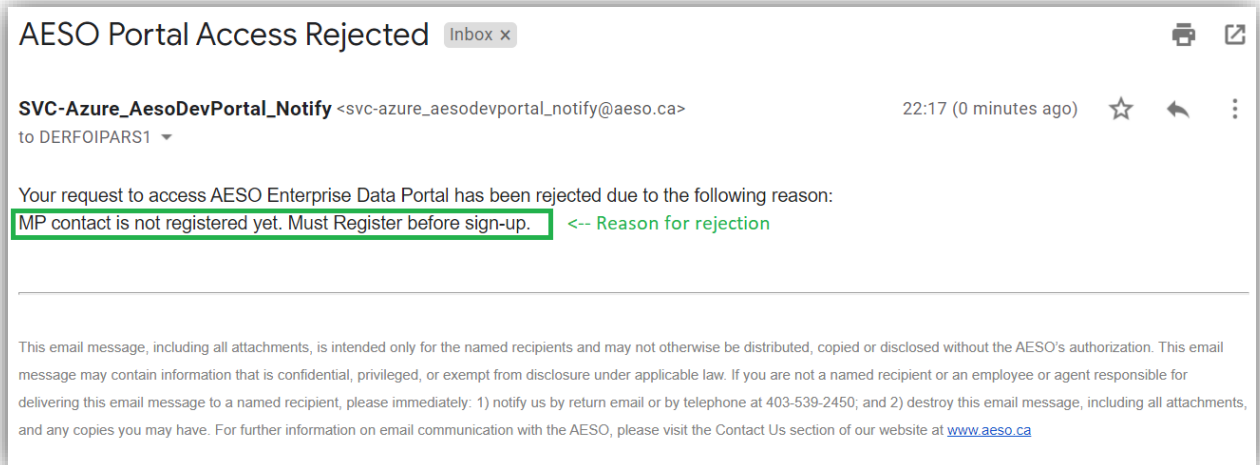 AESO Portal Access Rejected Inbox ×
SVC-Azure_AesoDevPortal_Notify <svc-azure_aesodevportal_notify@aeso.ca> 22:17 (0 minutes ago)
to DERFOIPARS1
Your request to access AESO Enterprise Data Portal has been rejected due to the following reason:
MP contact is not registered yet. Must Register before sign-up. <-- Reason for rejection
This email message, including all attachments, is intended only for the named recipients and may not otherwise be distributed, copied or disclosed without the AESO's authorization. This email
message may contain information that is confidential, privileged, or exempt from disclosure under applicable law. If you are not a named recipient or an employee or agent responsible for
delivering this email message to a named recipient, please immediately: 1) notify us by return email or by telephone at 403-539-2450; and 2) destroy this email message, including all attachments,
and any copies you may have. For further information on email communication with the AESO, please visit the Contact Us section of our website at www.aeso.ca